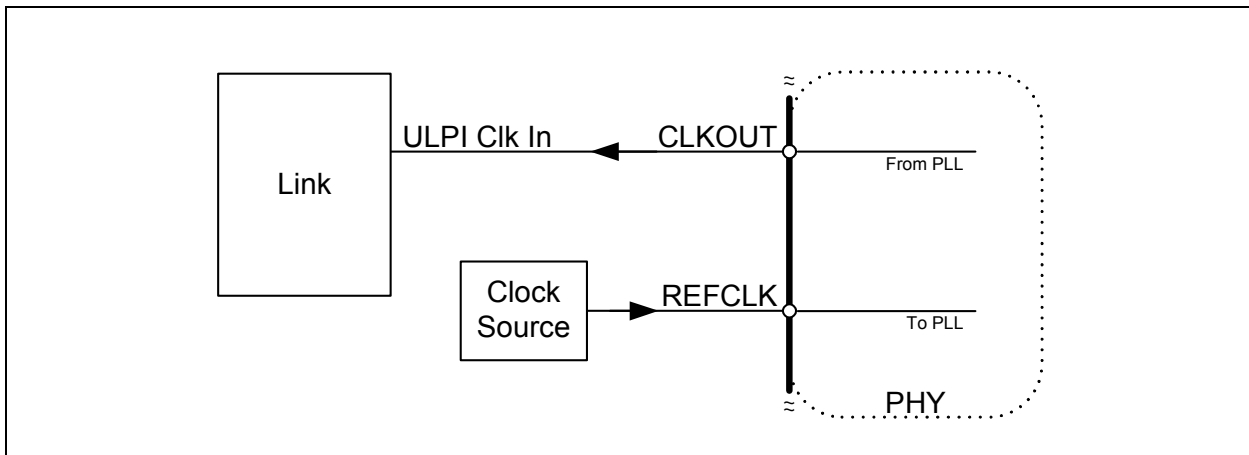 ULPI Clk In
CLKOUT
From PLL
Link
Clock
Source
REFCLK
To PLL
PHY